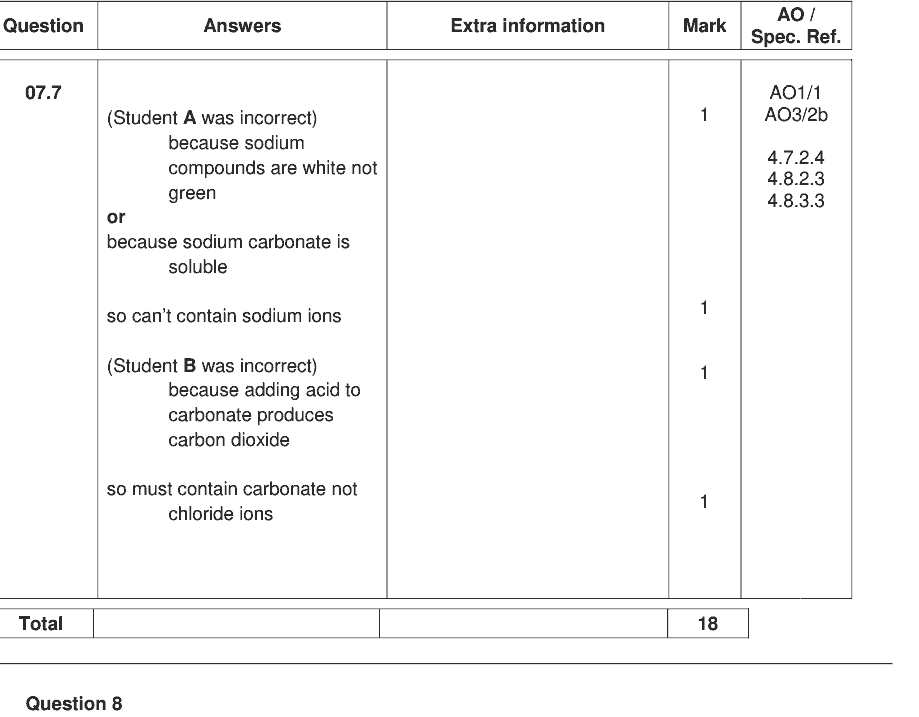 Question Answers Extra information Mark AO /
Spec. Ref.
07.7 AO1/1
(Student A was incorrect) 1 AO3/2b
because sodium
compounds are white not 4.7.2.4
green 4.8.2.3
or 4.8.3.3
because sodium carbonate is
soluble
so can't contain sodium ions 1
(Student B was incorrect) 1
because adding acid to
carbonate produces
carbon dioxide
so must contain carbonate not 1
chloride ions
Total 18
Question 8